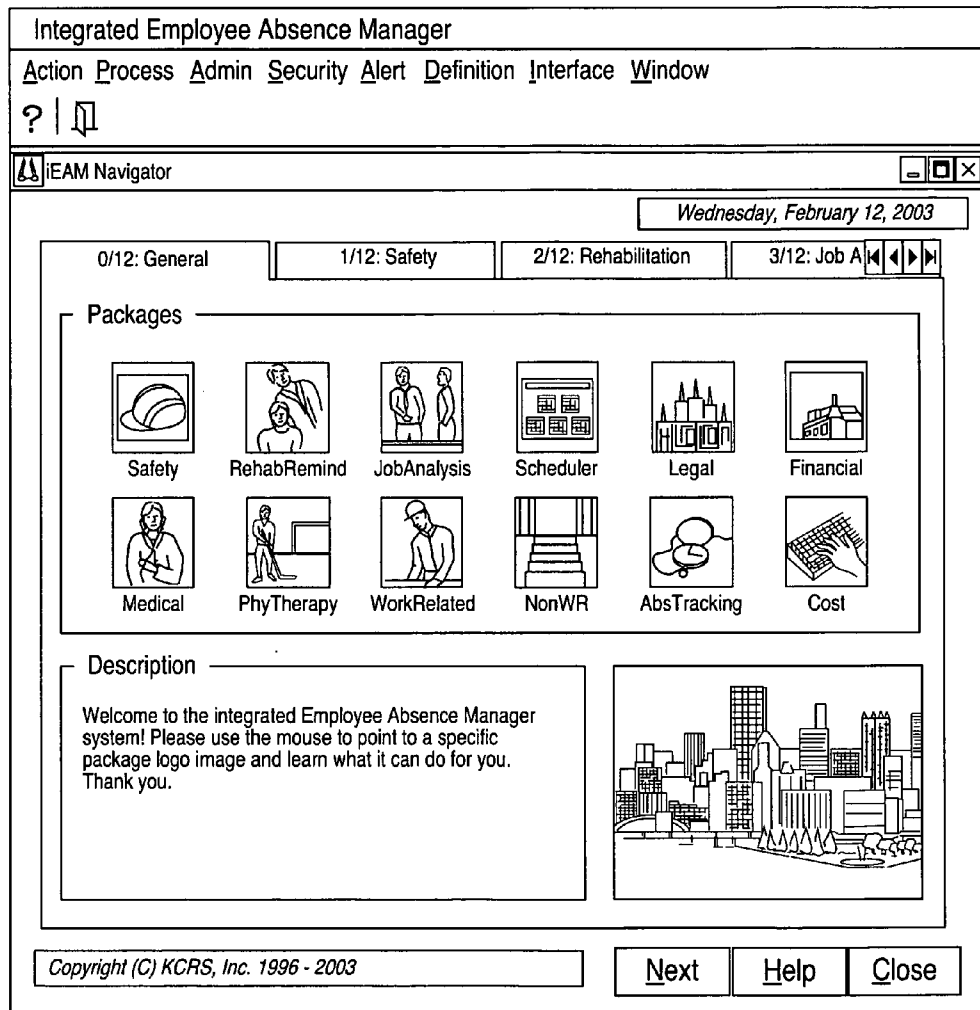 Integrated Employee Absence Manager
Action Process Admin Security Alert Definition Interface Window
?
iEAM Navigator
Wednesday, February 12, 2003
0/12: General 1/12: Safety 2/12: Rehabilitation 3/12: Job A
Packages
Safety RehabRemind JobAnalysis Scheduler Legal Financial
Medical PhyTherapy WorkRelated NonWR AbsTracking Cost
Description
Welcome to the integrated Employee Absence Manager
system! Please use the mouse to point to a specific
package logo image and learn what it can do for you.
Thank you.
Copyright (C) KCRS, Inc. 1996 - 2003
Next Help Close